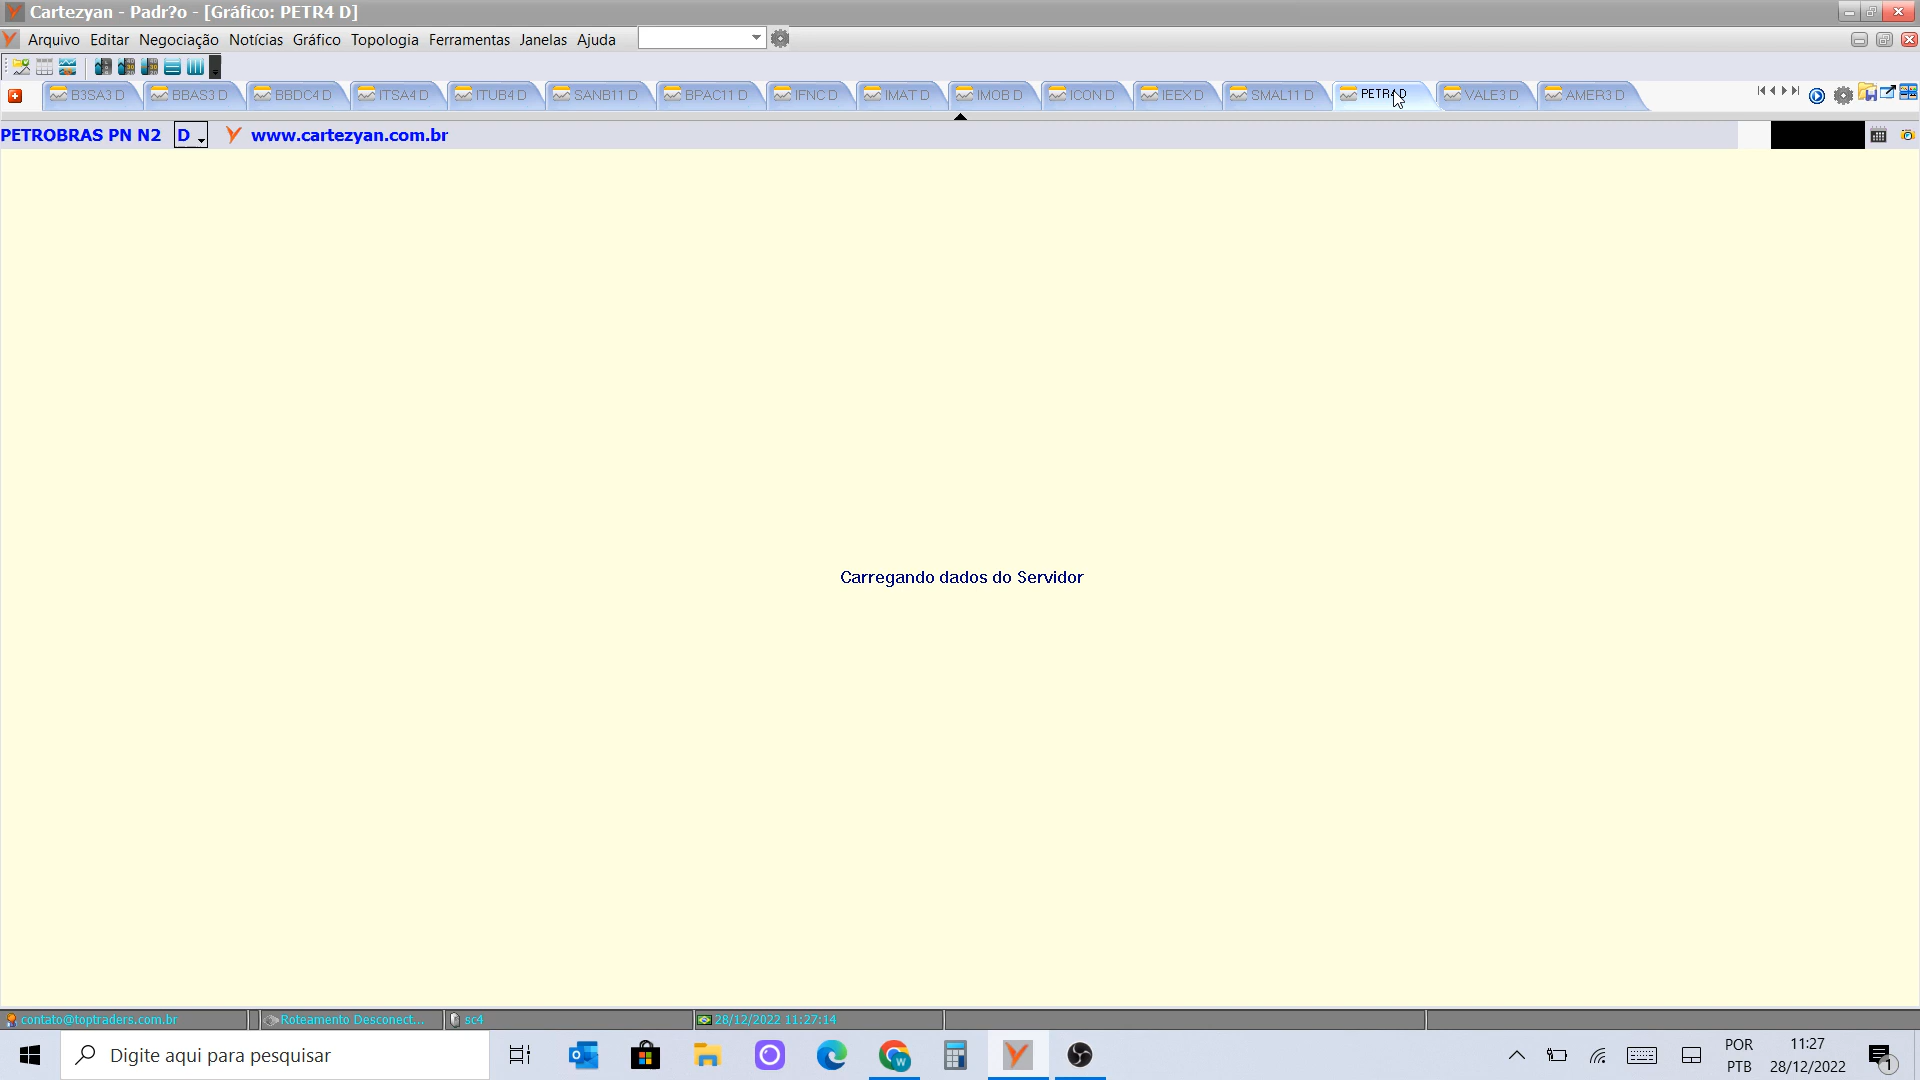 Cartezyan - Padr?o - [Gráfico: PETR4 D]
Arquivo Editar Negociação Notícias Gráfico Topologia Ferramentas Janelas Ajuda
B3SA3 D BBAS3 D BBDC4 D ITSA4 D ITUB4 D SANB11 D BPAC11 D IFNC D IMAT D IMOB D ICON D IEEX D SMAL11 D PETR4 D VALE3 D AMER3 D
PETROBRAS PN N2 D www.cartezyan.com.br
Carregando dados do Servidor
contato@toptraders.com.br Roteamento Desconect... sc4 28/12/2022 11:27:14
Digite aqui para pesquisar
POR
PTB
11:27
28/12/2022
1